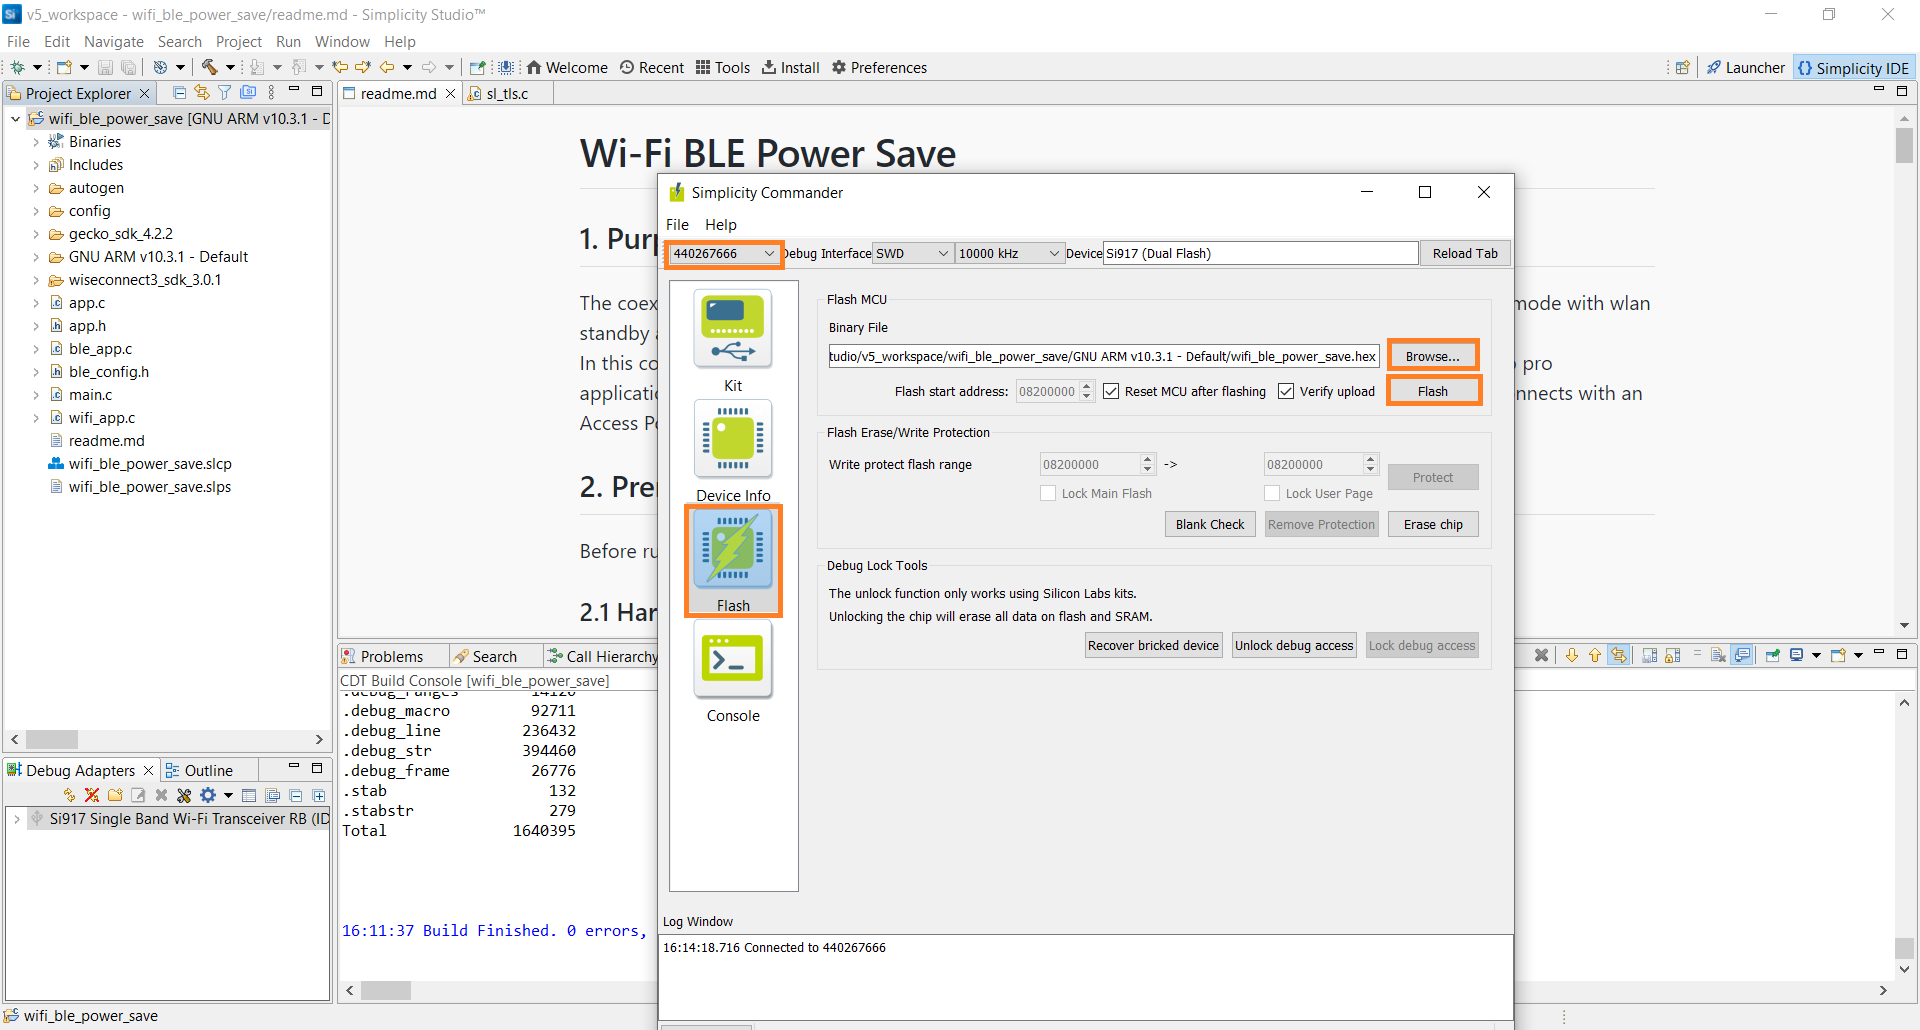 v5_workspace - wifi_ble_power_save/readme.md - Simplicity Studio™
File Edit Navigate Search Project Run Window Help
Welcome Recent Tools Install Preferences Launcher Simplicity IDE
Project Explorer
wifi_ble_power_save [GNU ARM v10.3.1 - D
Binaries
Includes
autogen
config
gecko_sdk_4.2.2
GNU ARM v10.3.1 - Default
wiseconnect3_sdk_3.0.1
app.c
app.h
ble_app.c
ble_config.h
main.c
wifi_app.c
readme.md
wifi_ble_power_save.slcp
wifi_ble_power_save.slps
readme.md sl_tls.c
Wi-Fi BLE Power Save
1. Purp
The coex
mode with wlan
standby a
In this co
o pro
applicatio
nnects with an
Access Po
2. Prer
Before ru
2.1 Har
Simplicity Commander
File Help
440267666 Debug Interface SWD 10000 kHz Device Si917 (Dual Flash) Reload Tab
Kit
Device Info
Flash
Console
Flash MCU
Binary File
tudio/v5_workspace/wifi_ble_power_save/GNU ARM v10.3.1 - Default/wifi_ble_power_save.hex Browse...
Flash start address: 08200000 Reset MCU after flashing Verify upload Flash
Flash Erase/Write Protection
Write protect flash range 08200000 -> 08200000 Protect
Lock Main Flash Lock User Page
Blank Check Remove Protection Erase chip
Debug Lock Tools
The unlock function only works using Silicon Labs kits.
Unlocking the chip will erase all data on flash and SRAM.
Recover bricked device Unlock debug access Lock debug access
Log Window
16:14:18.716 Connected to 440267666
Problems Search Call Hierarchy
CDT Build Console [wifi_ble_power_save]
.debug_ranges 14120
.debug_macro 92711
.debug_line 236432
.debug_str 394460
.debug_frame 26776
.stab 132
.stabstr 279
Total 1640395
16:11:37 Build Finished. 0 errors,
Debug Adapters Outline
Si917 Single Band Wi-Fi Transceiver RB (ID
wifi_ble_power_save